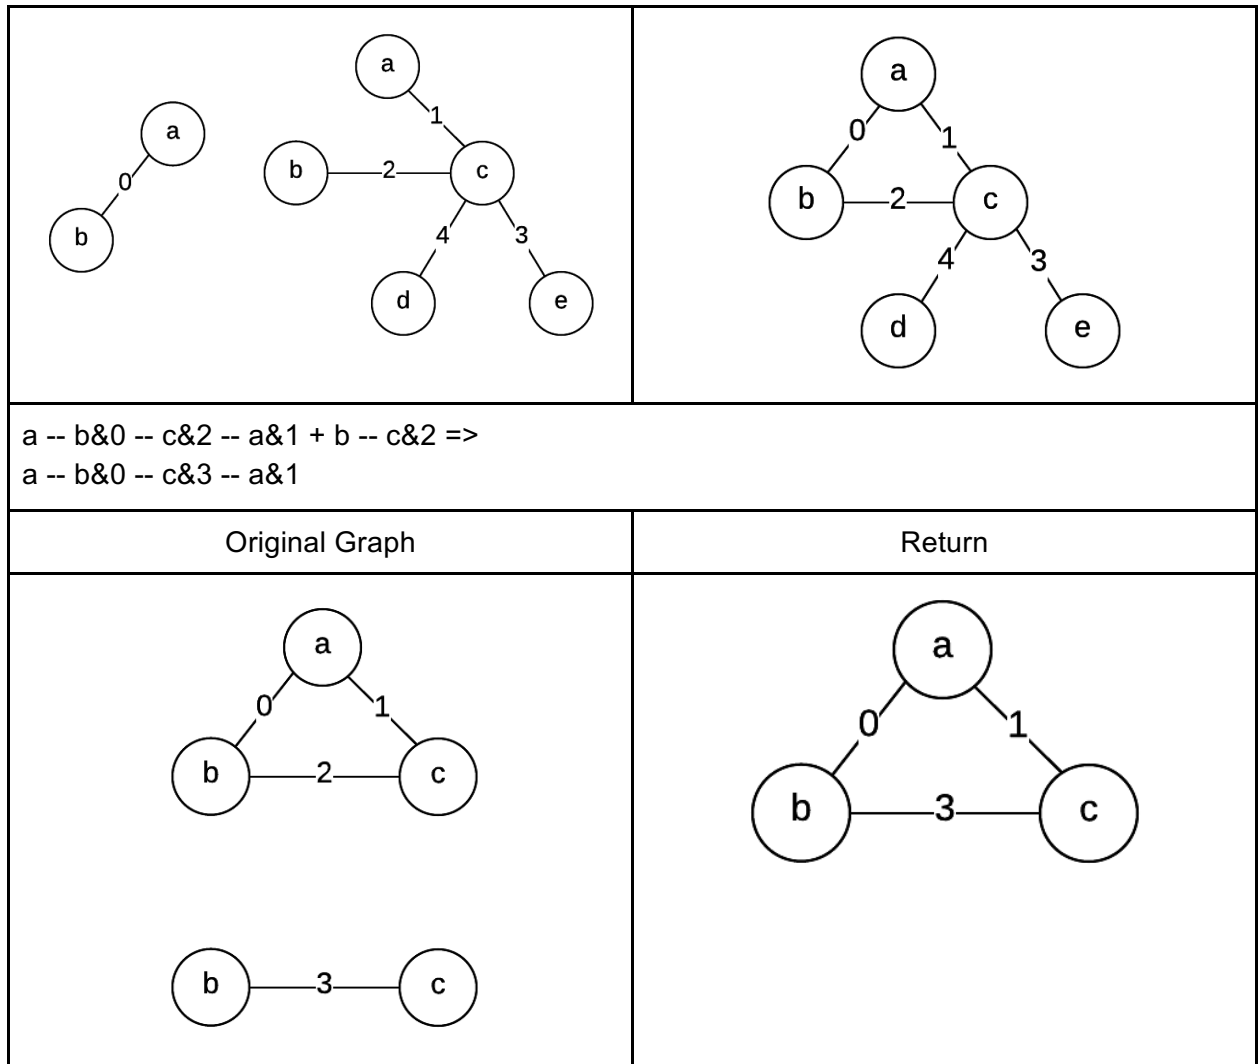 a
1
a
0
b
b
2
c
4
3
d
e
a
0
1
b
2
c
4
3
d
e
a -- b&0 -- c&2 -- a&1 + b -- c&2 =>
a -- b&0 -- c&3 -- a&1
Original Graph
Return
a
0
1
b
2
c
b
3
c
a
0
1
b
3
c